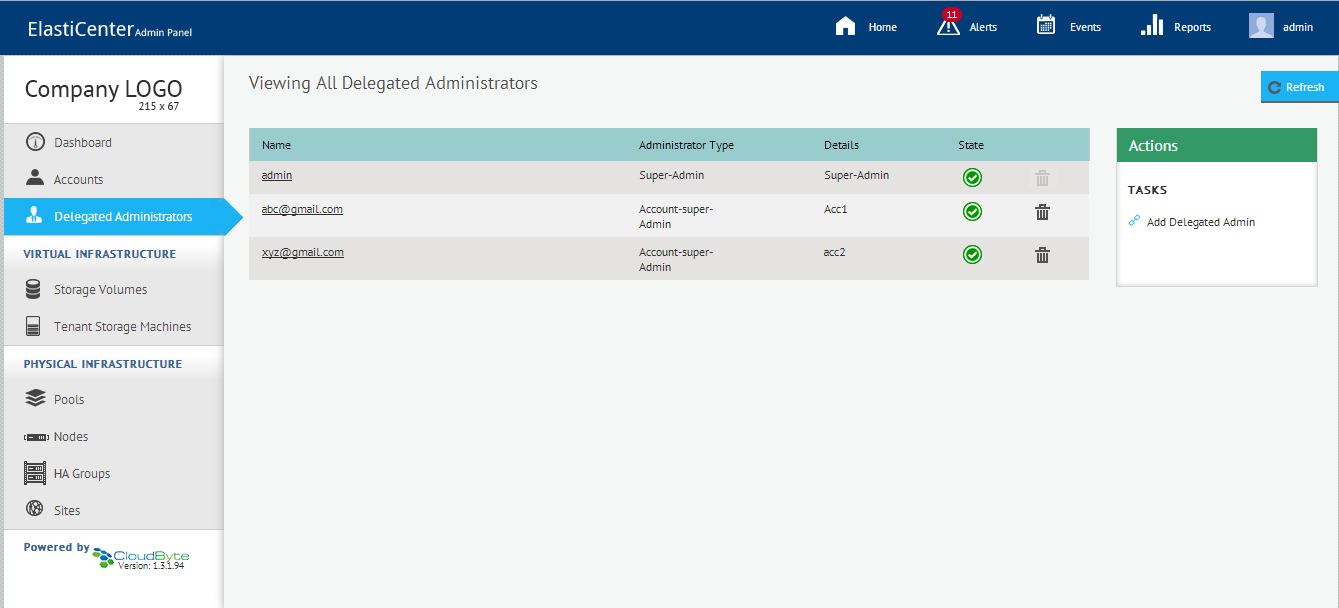 ElastiCenter Admin Panel
Home
11
Alerts
Events
Reports
admin
Company LOGO
215 x 67
Dashboard
Accounts
Delegated Administrators
VIRTUAL INFRASTRUCTURE
Storage Volumes
Tenant Storage Machines
PHYSICAL INFRASTRUCTURE
Pools
Nodes
HA Groups
Sites
Powered by CloudByte
Version: 1.3.1.94
Viewing All Delegated Administrators
Refresh
Name Administrator Type Details State
admin Super-Admin Super-Admin
abc@gmail.com Account-super- Acc1
Admin
xyz@gmail.com Account-super- acc2
Admin
Actions
TASKS
Add Delegated Admin